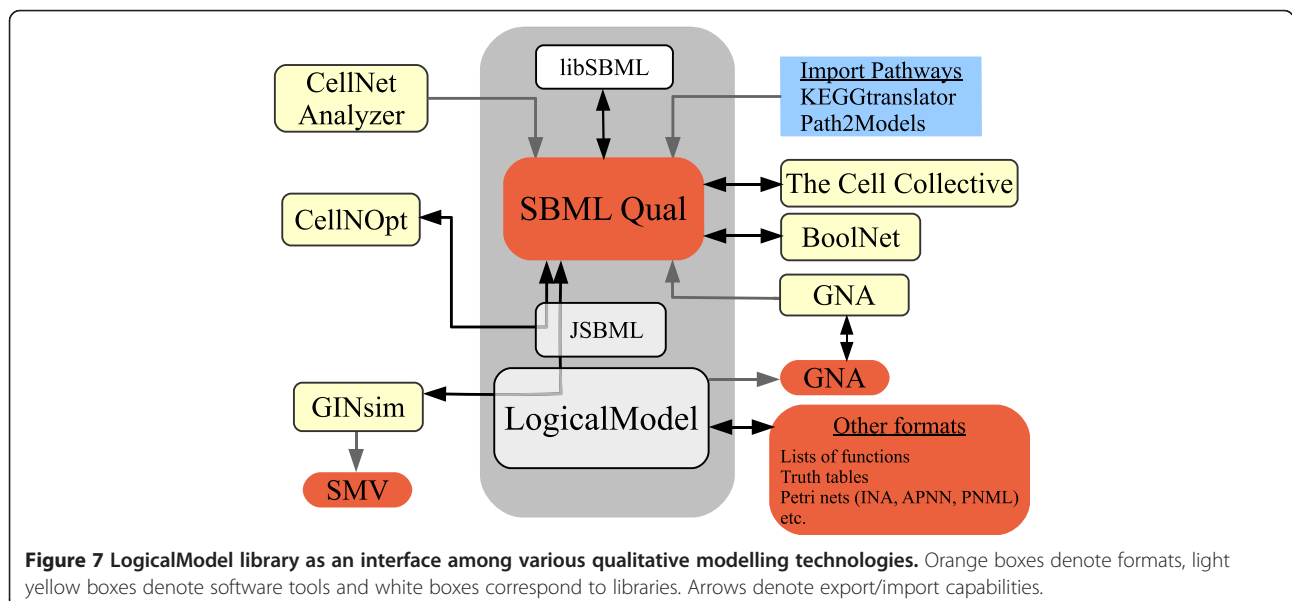 libSBML
CellNet
Analyzer
Import Pathways
KEGGtranslator
Path2Models
SBML Qual
The Cell Collective
CellNOpt
BoolNet
GNA
JSBML
GNA
GINsim
LogicalModel
Other formats
Lists of functions
Truth tables
Petri nets (INA, APNN, PNML)
etc.
SMV
Figure 7 LogicalModel library as an interface among various qualitative modelling technologies. Orange boxes denote formats, light
yellow boxes denote software tools and white boxes correspond to libraries. Arrows denote export/import capabilities.